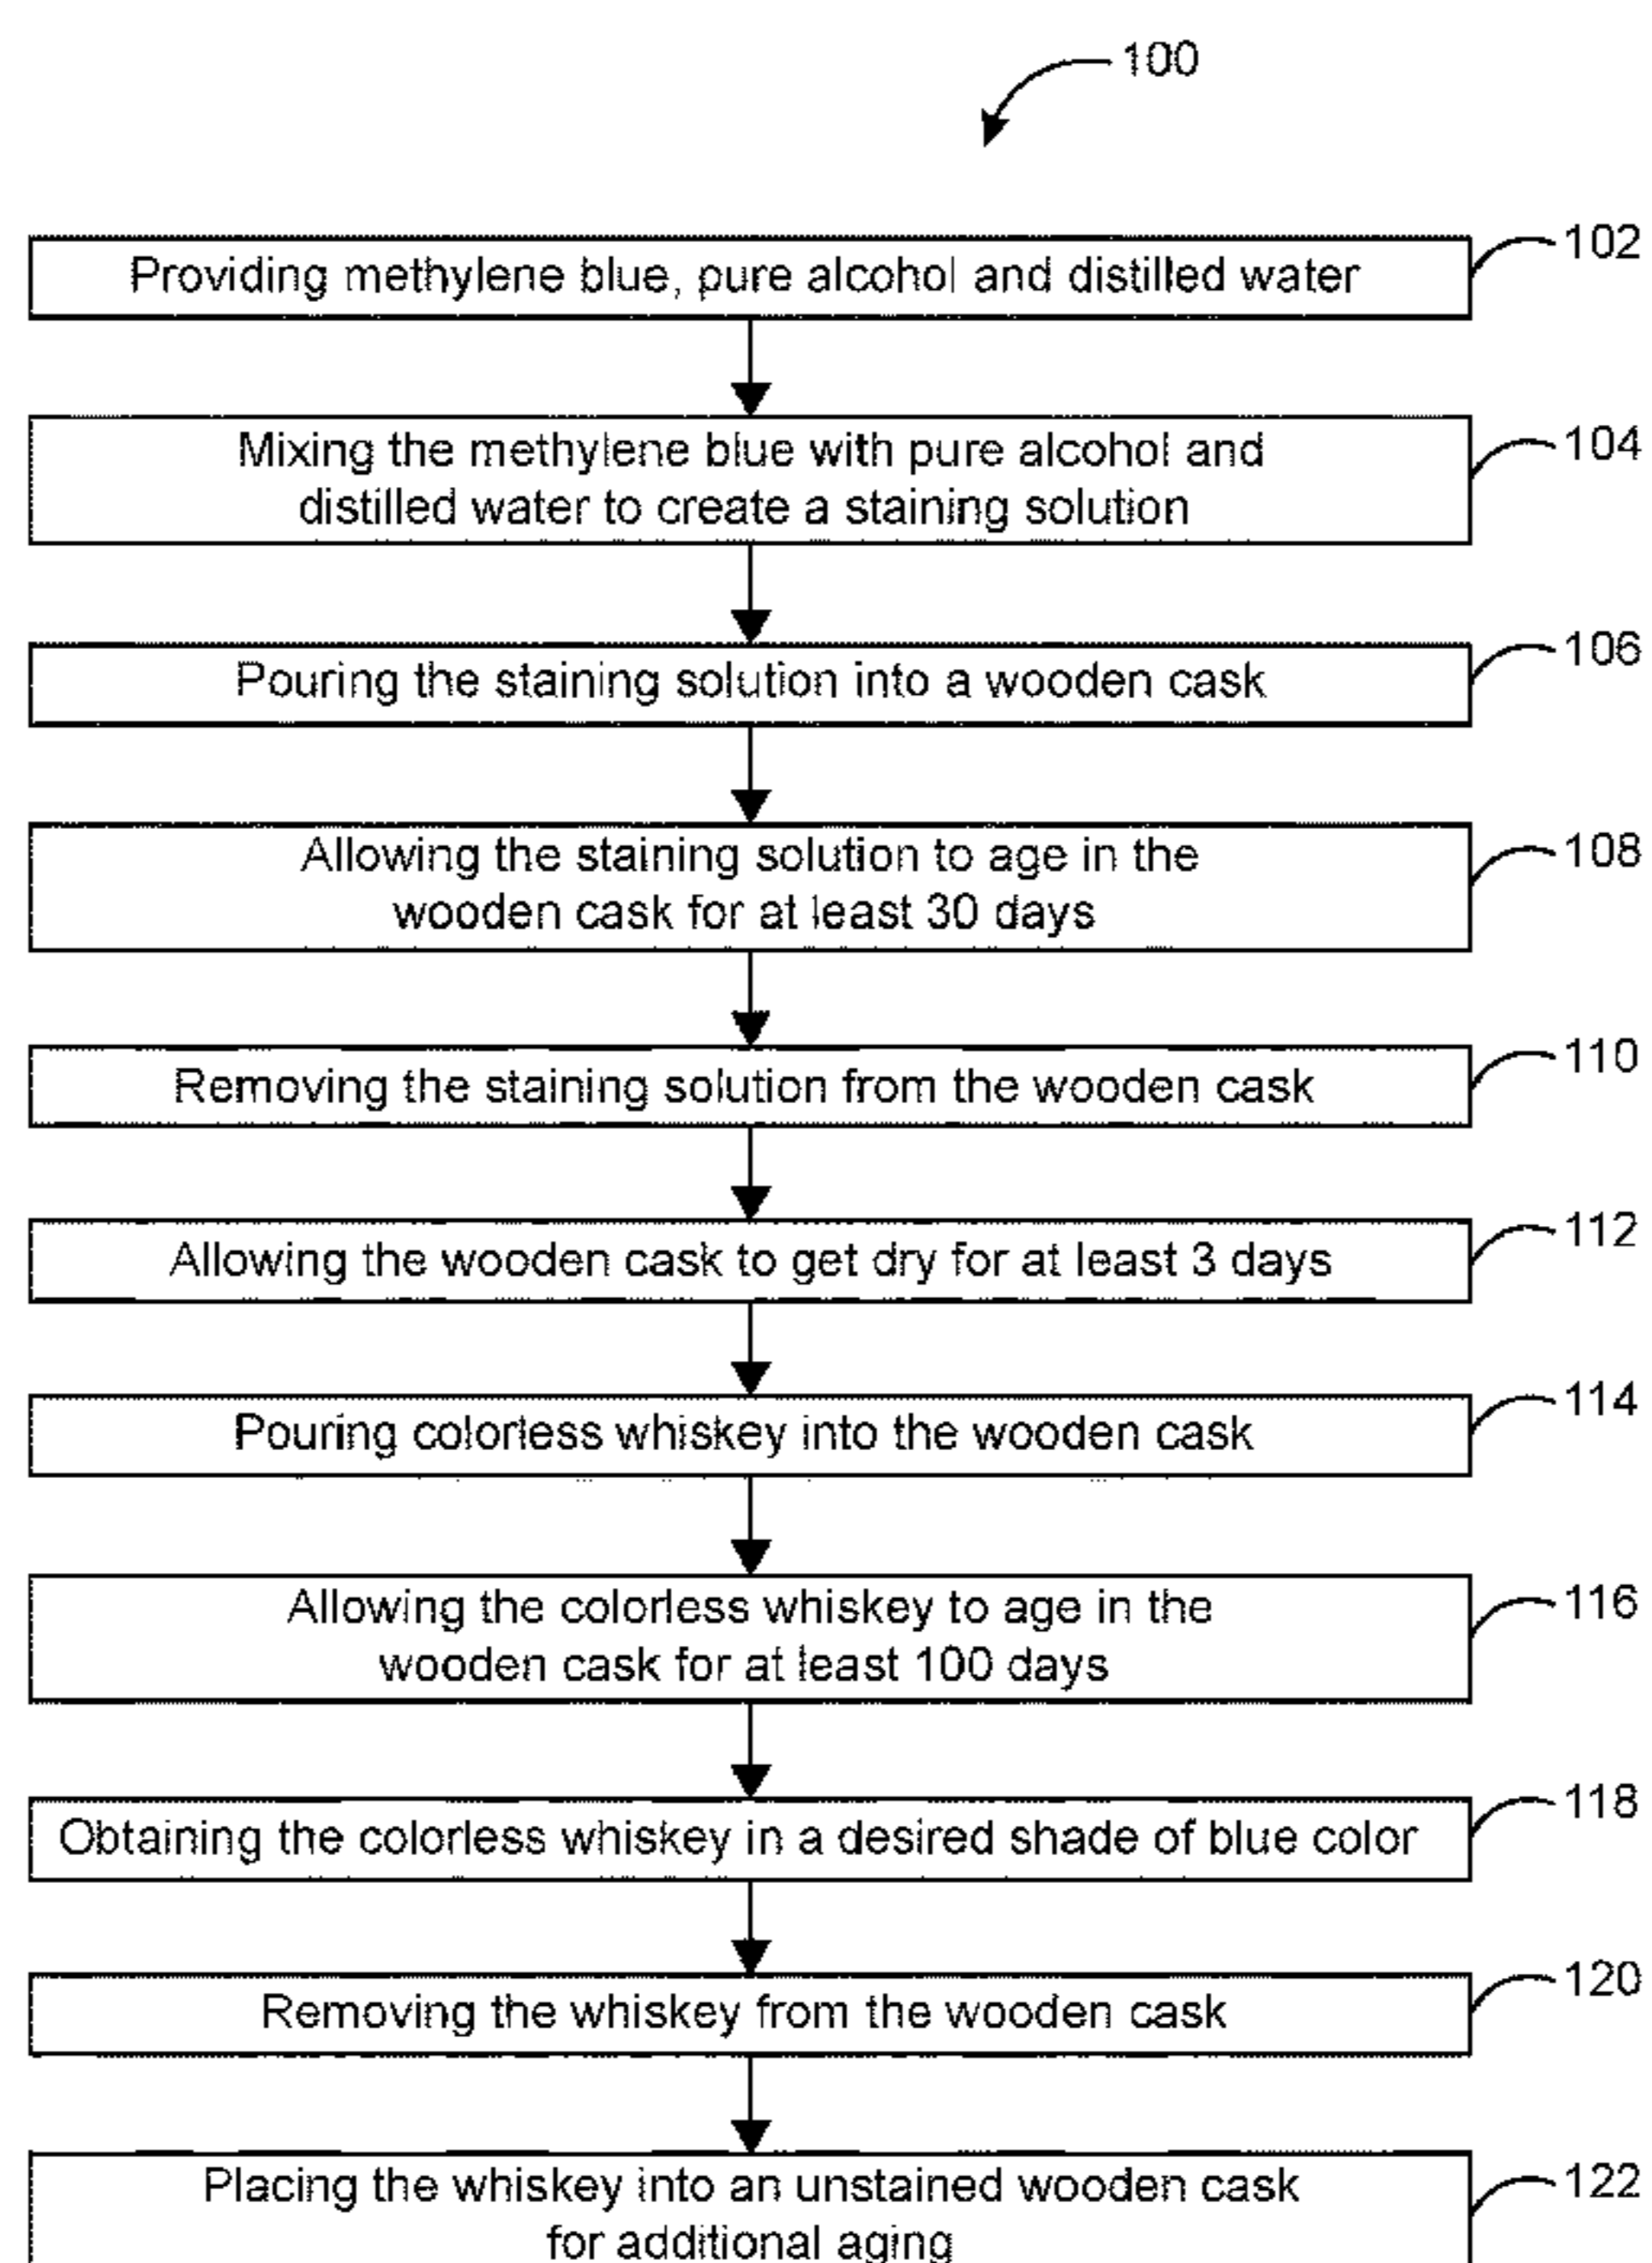 100
Providing methylene blue, pure alcohol and distilled water
102
Mixing the methylene blue with pure alcohol and
distilled water to create a staining solution
104
Pouring the staining solution into a wooden cask
106
Allowing the staining solution to age in the
wooden cask for at least 30 days
108
Removing the staining solution from the wooden cask
110
Allowing the wooden cask to get dry for at least 3 days
112
Pouring colorless whiskey into the wooden cask
114
Allowing the colorless whiskey to age in the
wooden cask for at least 100 days
116
Obtaining the colorless whiskey in a desired shade of blue color
118
Removing the whiskey from the wooden cask
120
Placing the whiskey into an unstained wooden cask
for additional aging
122